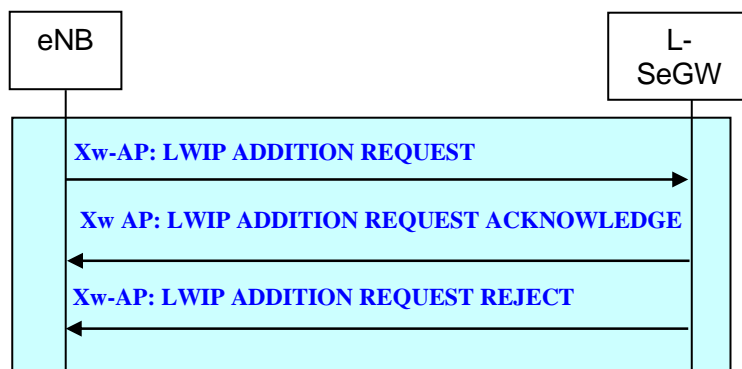 eNB
L-
SeGW
Xw-AP: LWIP ADDITION REQUEST
Xw AP: LWIP ADDITION REQUEST ACKNOWLEDGE
Xw-AP: LWIP ADDITION REQUEST REJECT